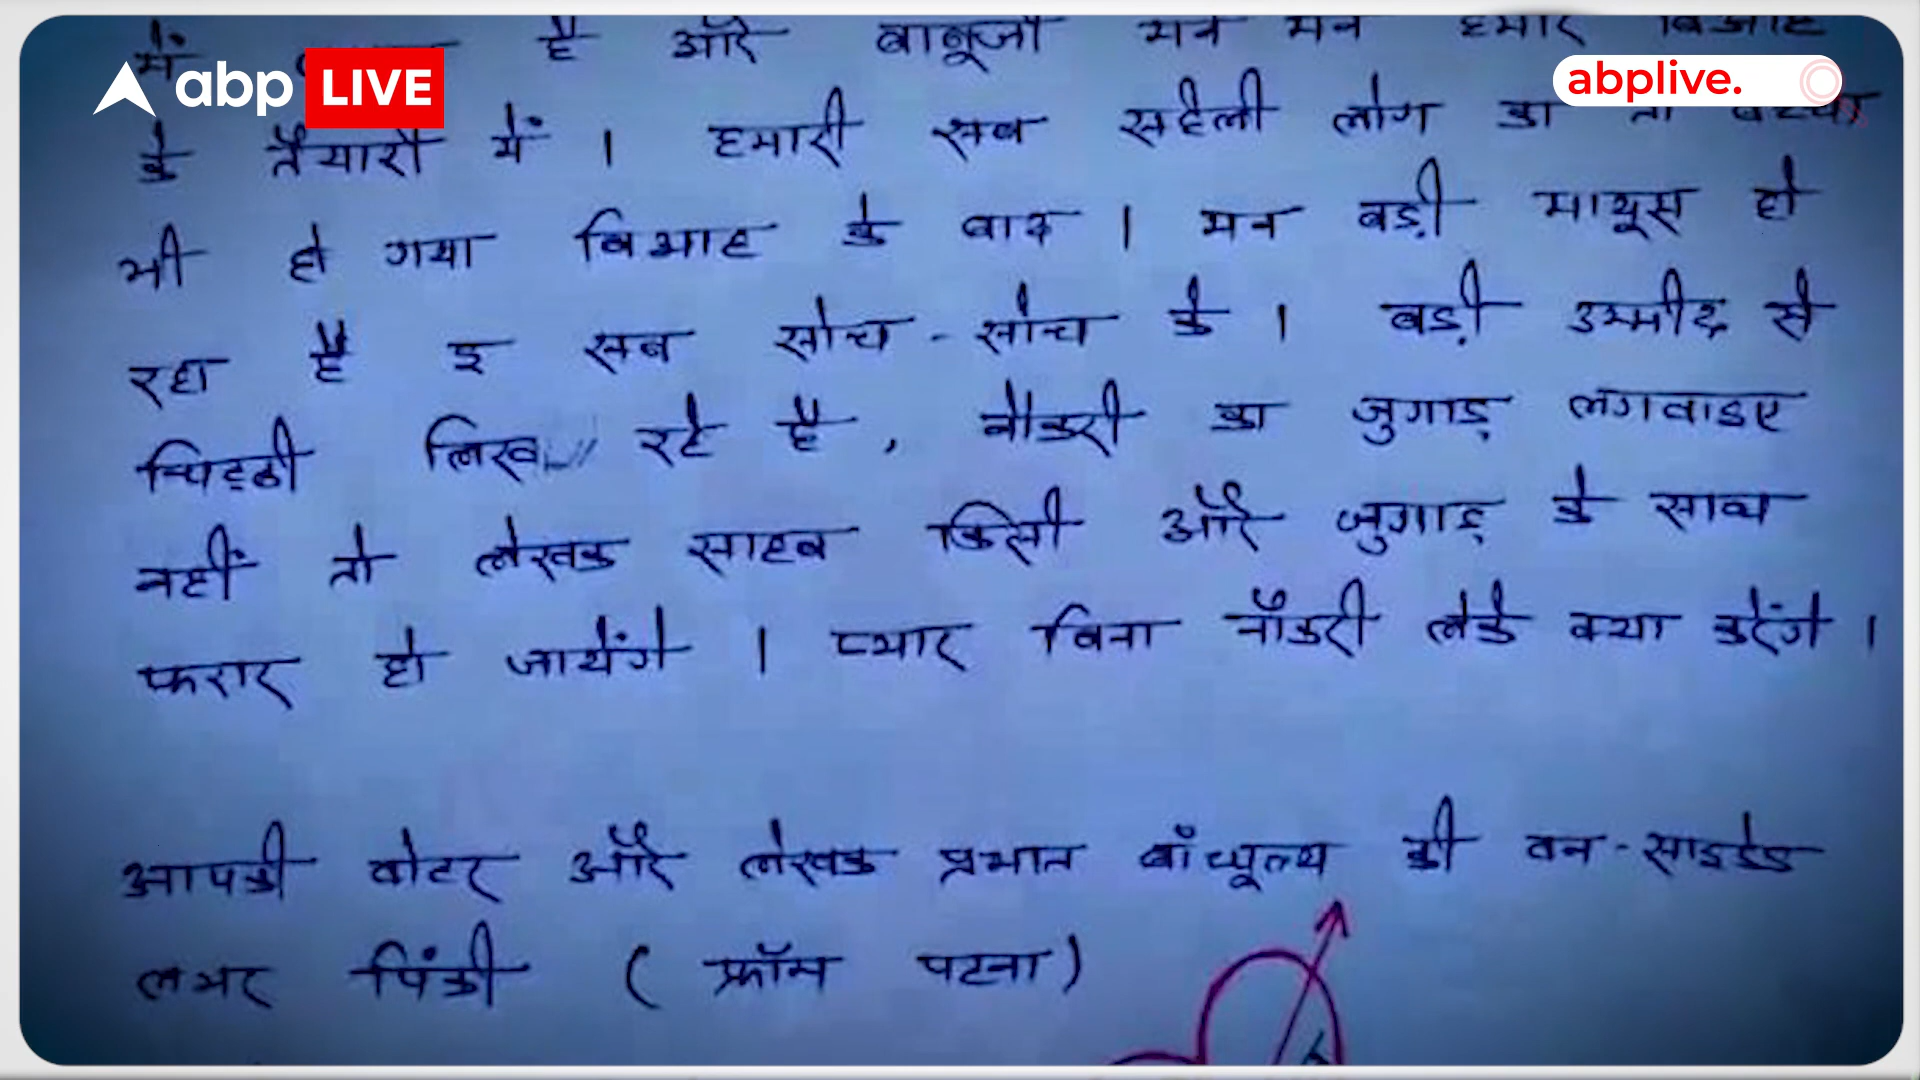 abp LIVE
abplive.
में है और बाबूजी मने मन हमार बिआह
के तैयारी में । हमारी सब सहेली लोग का तो बच्चा
भी हो गया बिआह के बाद । मन बड़ी मायूस हो
रहा है इ सब सोच - सोच के । बड़ी उम्मीद से
चिट्ठी लिख रहे है , नौकरी का जुगाड़ लगवाइए
नहीं तो लेखक साहब किसी और जुगाड़ के साथ
फरार हो जायेंगे । प्यार बिना नौकरी लेके क्या करेंगे ।
आपकी वोटर और लेखक प्रभात बाँधूल्य की वन-साइडेड
लभर पिंकी ( फ्रॉम पटना )